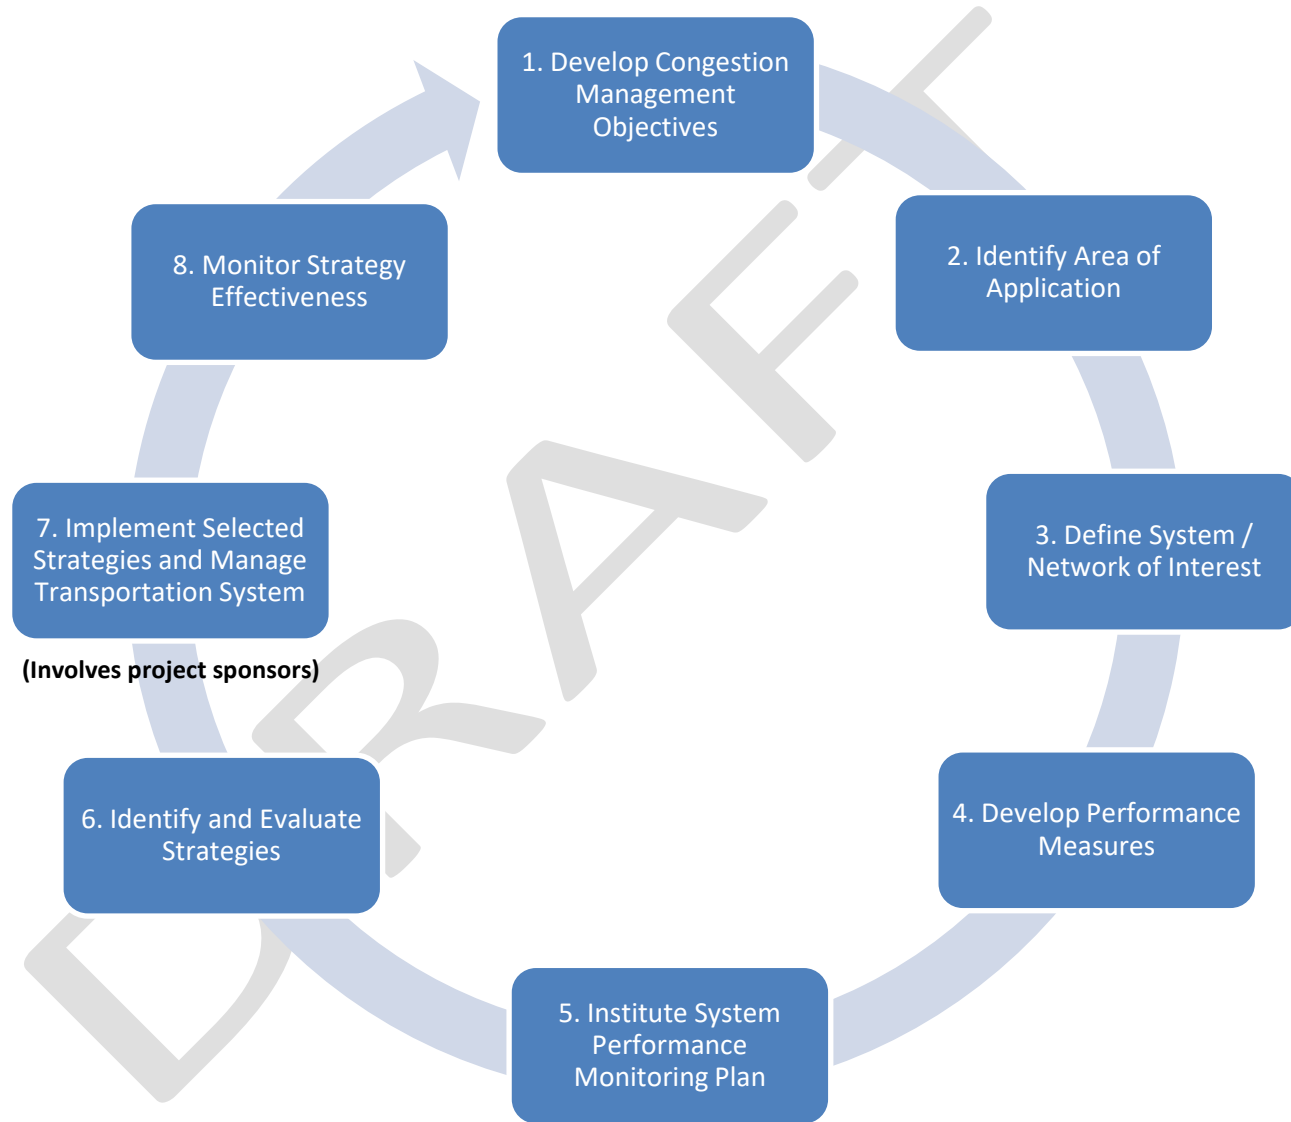 1. Develop Congestion
Management
Objectives
2. Identify Area of
Application
3. Define System /
Network of Interest
4. Develop Performance
Measures
5. Institute System
Performance
Monitoring Plan
6. Identify and Evaluate
Strategies
7. Implement Selected
Strategies and Manage
Transportation System
(Involves project sponsors)
8. Monitor Strategy
Effectiveness
DRAFT